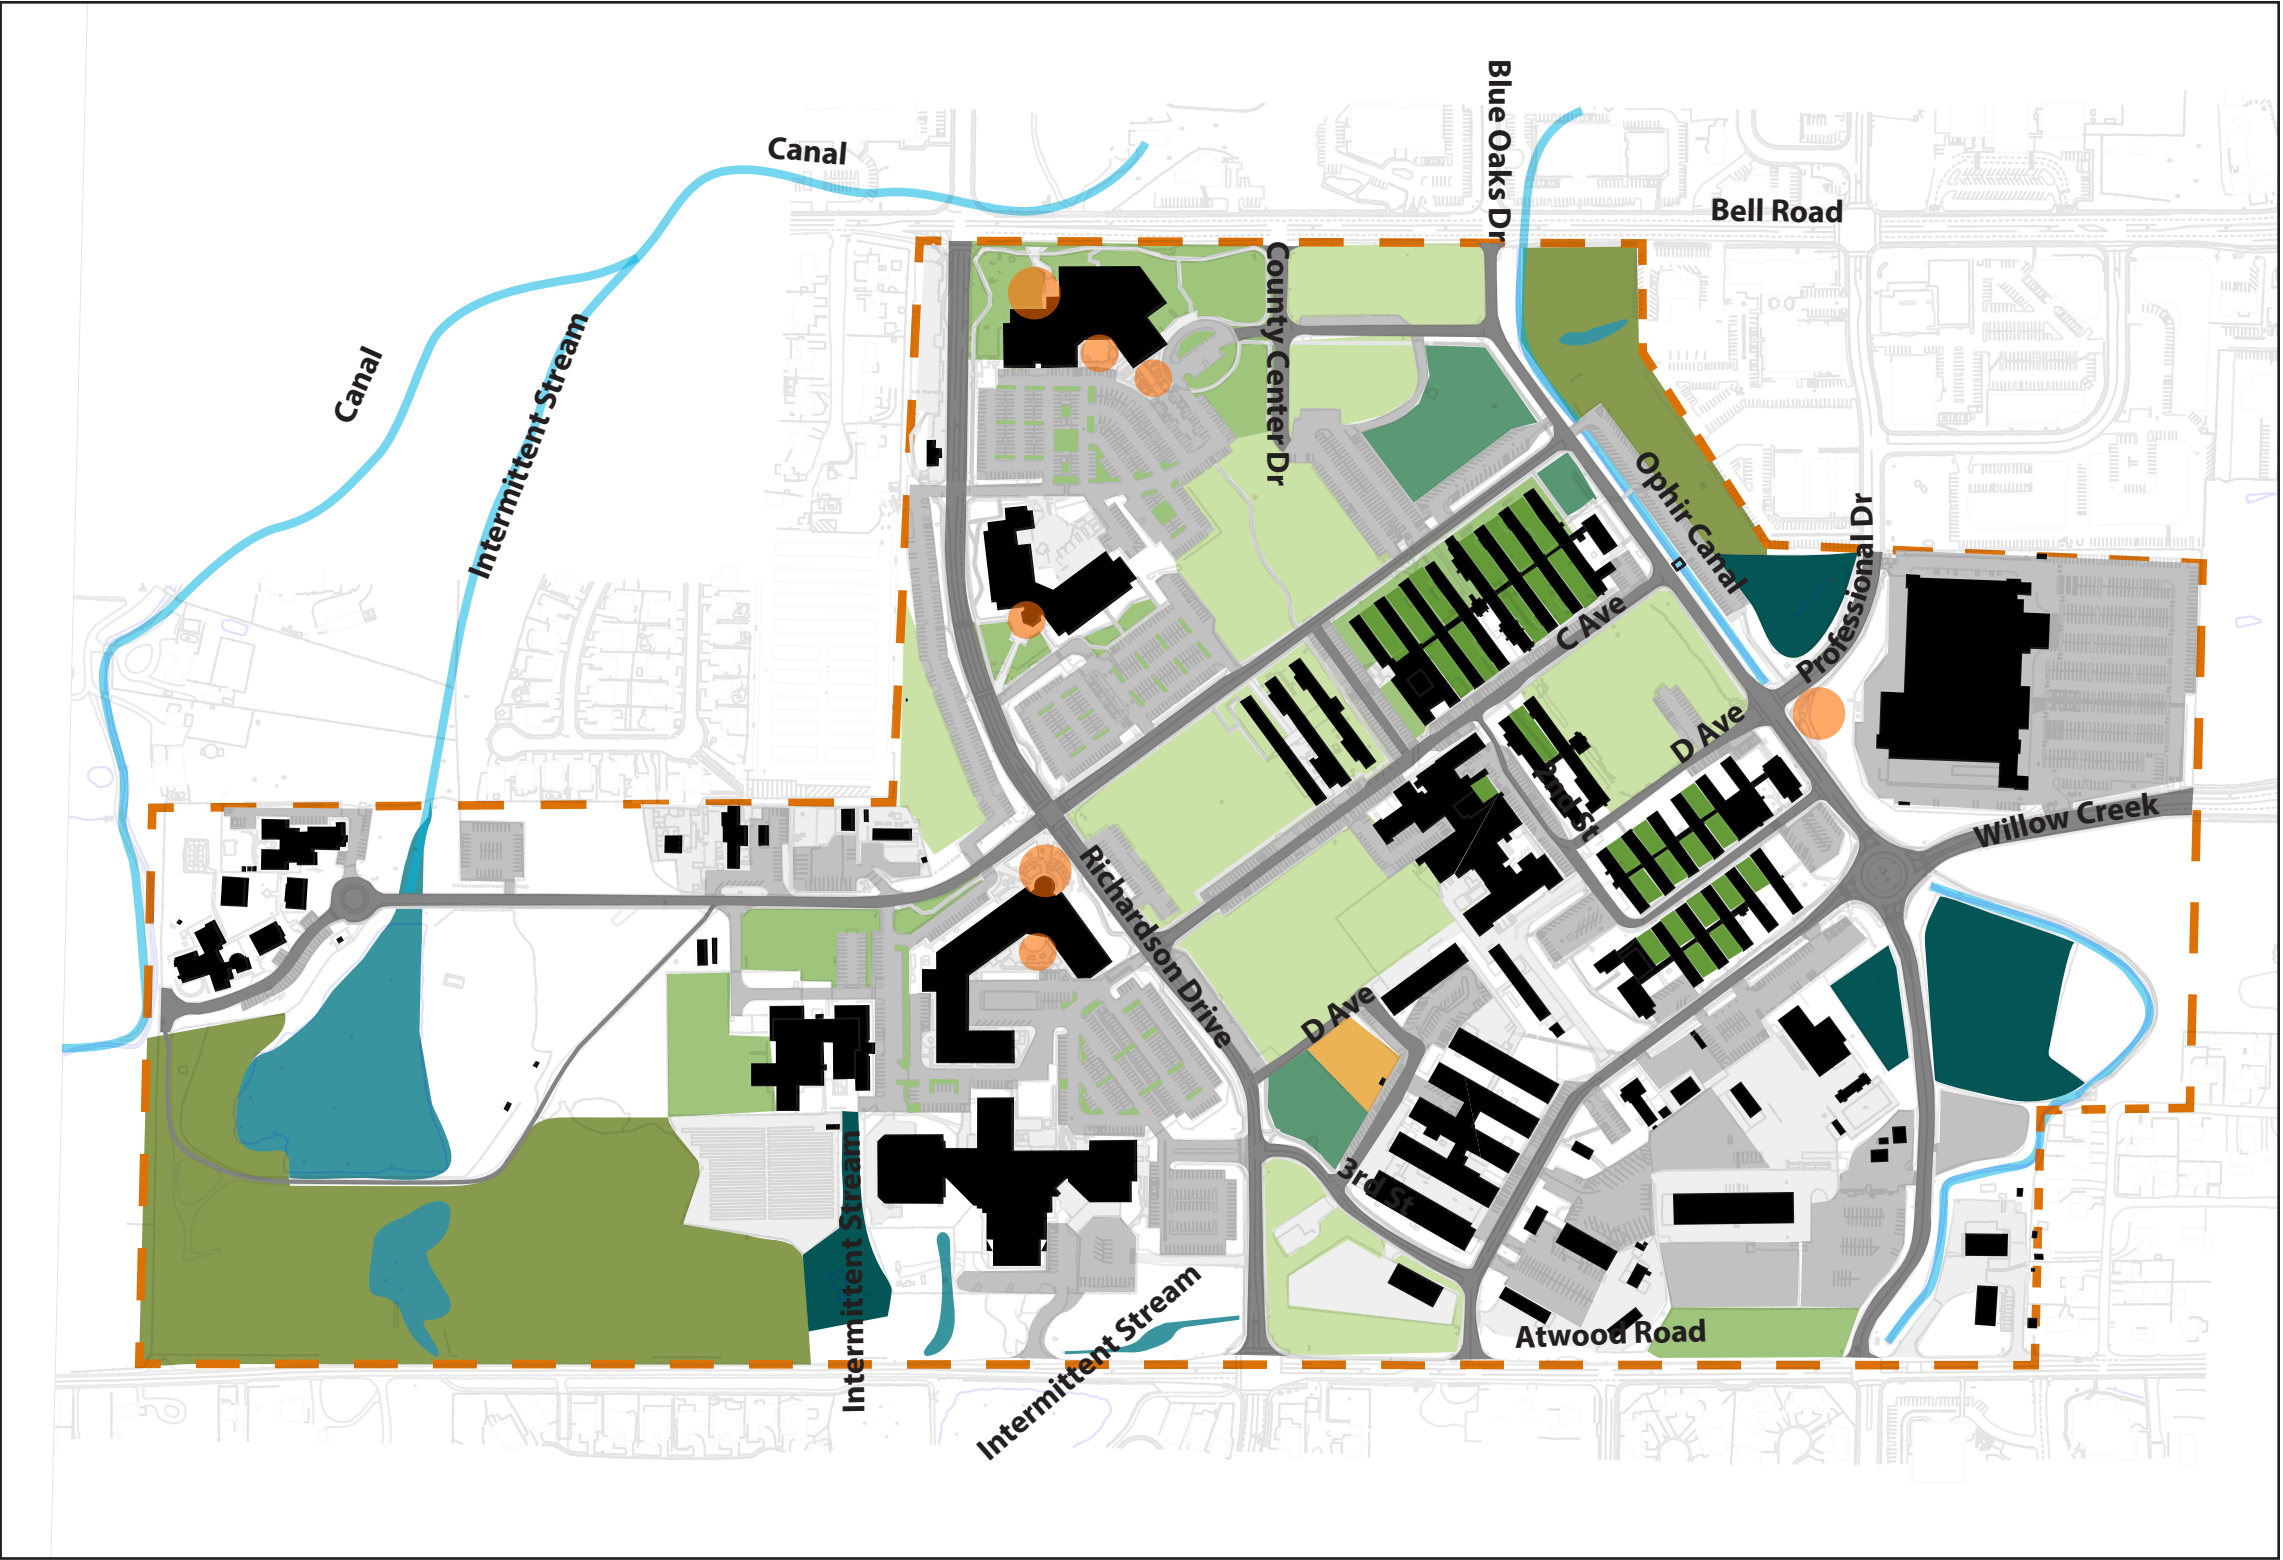 Blue Oaks Dr
Canal
Bell Road
County Center Dr
Canal
Intermittent Stream
Ophir Canal
Professional Dr
C Ave
D Ave
2nd St
Willow Creek
Richardson Drive
D Ave
3rd St
Intermittent Stream
Intermittent Stream
Atwood Road